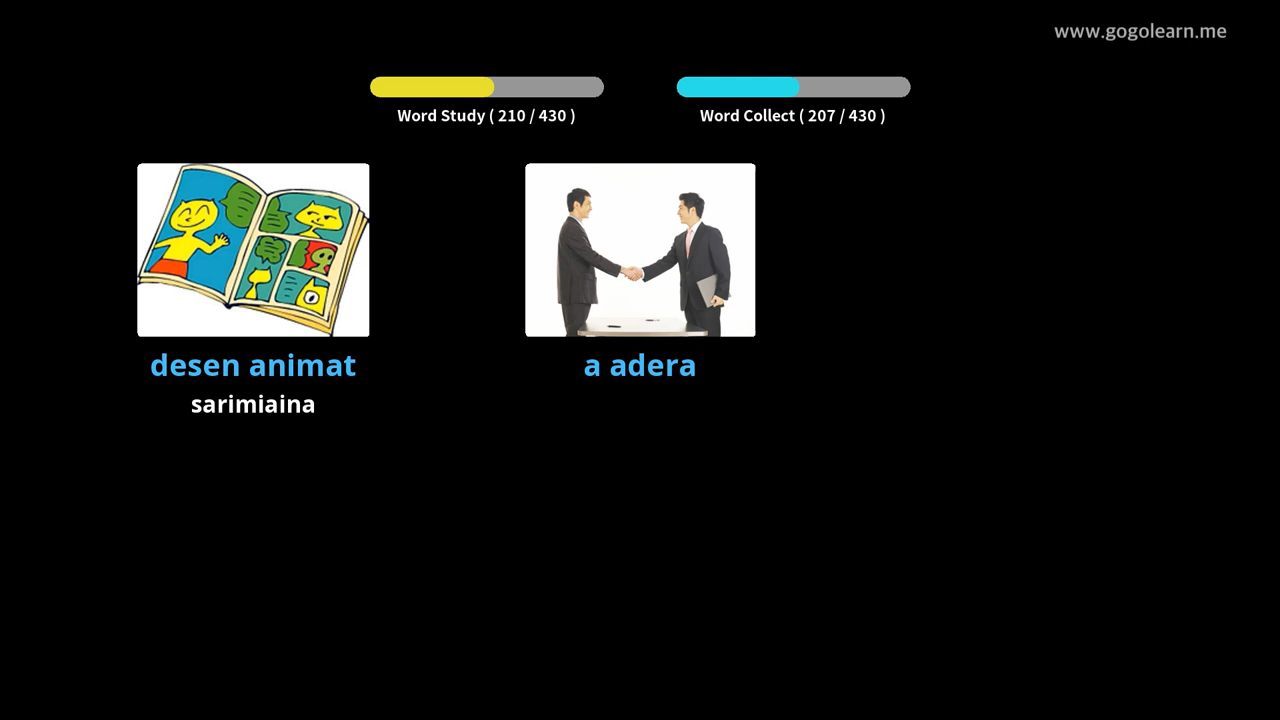 www.gogolearn.me
Word Study ( 210 / 430 )
Word Collect ( 207 / 430 )
desen animat
a adera
sarimiaina